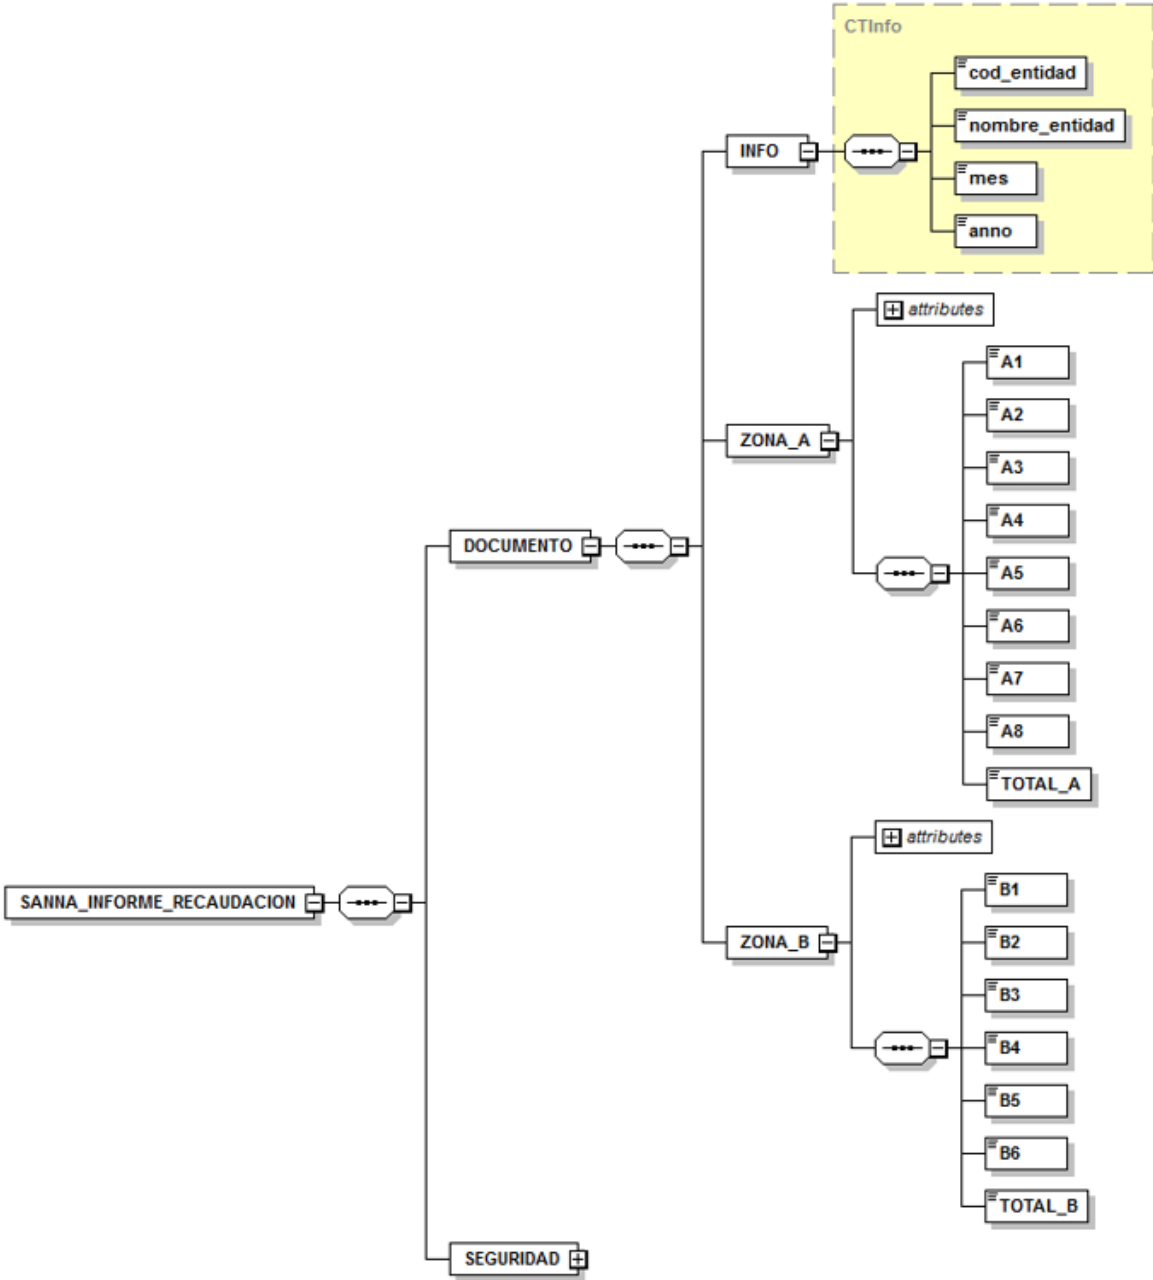 CTInfo
cod_entidad
nombre_entidad
INFO
mes
anno
attributes
A1
A2
ZONA_A
A3
A4
DOCUMENTO
A5
A6
A7
A8
TOTAL_A
attributes
SANNA_INFORME_RECAUDACION
B1
ZONA_B
B2
B3
B4
B5
B6
TOTAL_B
SEGURIDAD